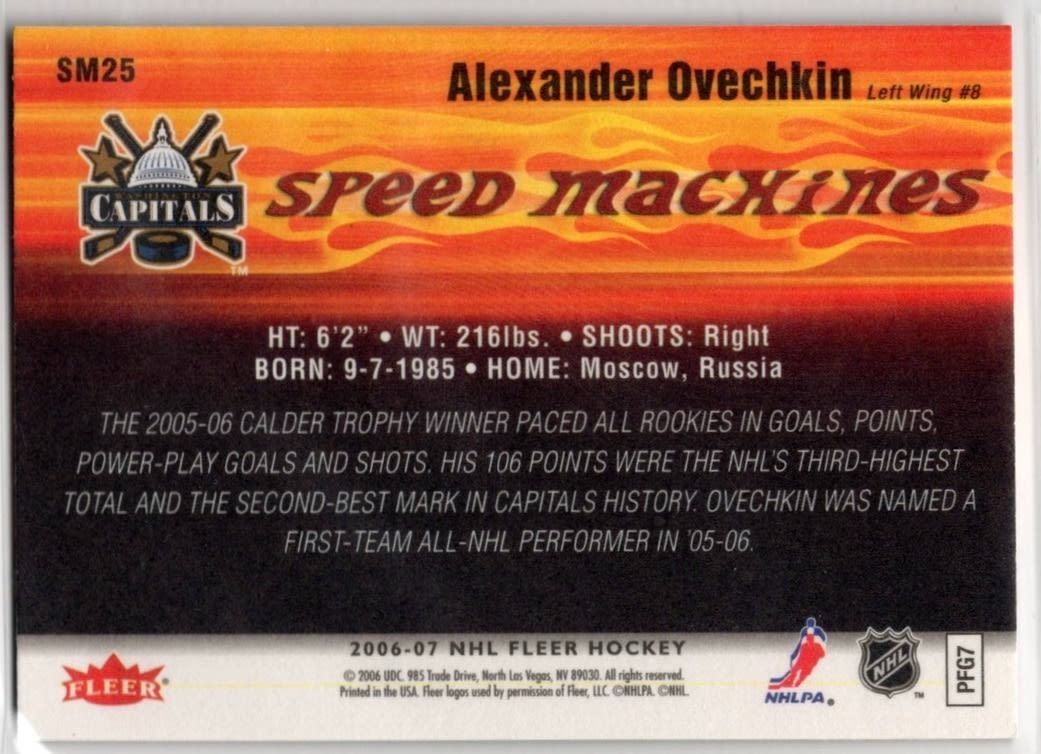 SM25
Alexander Ovechkin Left Wing #8
WASHINGTON
CAPITALS
TM
SPEED MACHINES
HT: 6'2" • WT: 216lbs. • SHOOTS: Right
BORN: 9-7-1985 • HOME: Moscow, Russia
THE 2005-06 CALDER TROPHY WINNER PACED ALL ROOKIES IN GOALS, POINTS,
POWER-PLAY GOALS AND SHOTS. HIS 106 POINTS WERE THE NHL'S THIRD-HIGHEST
TOTAL AND THE SECOND-BEST MARK IN CAPITALS HISTORY. OVECHKIN WAS NAMED A
FIRST-TEAM ALL-NHL PERFORMER IN '05-06.
2006-07 NHL FLEER HOCKEY
© 2006 UDC. 985 Trade Drive, North Las Vegas, NV 89030. All rights reserved.
Printed in the USA. Fleer logos used by permission of Fleer, LLC. ©NHLPA. ©NHL.
FLEER®
NHLPA®
NHL TM
PFG7